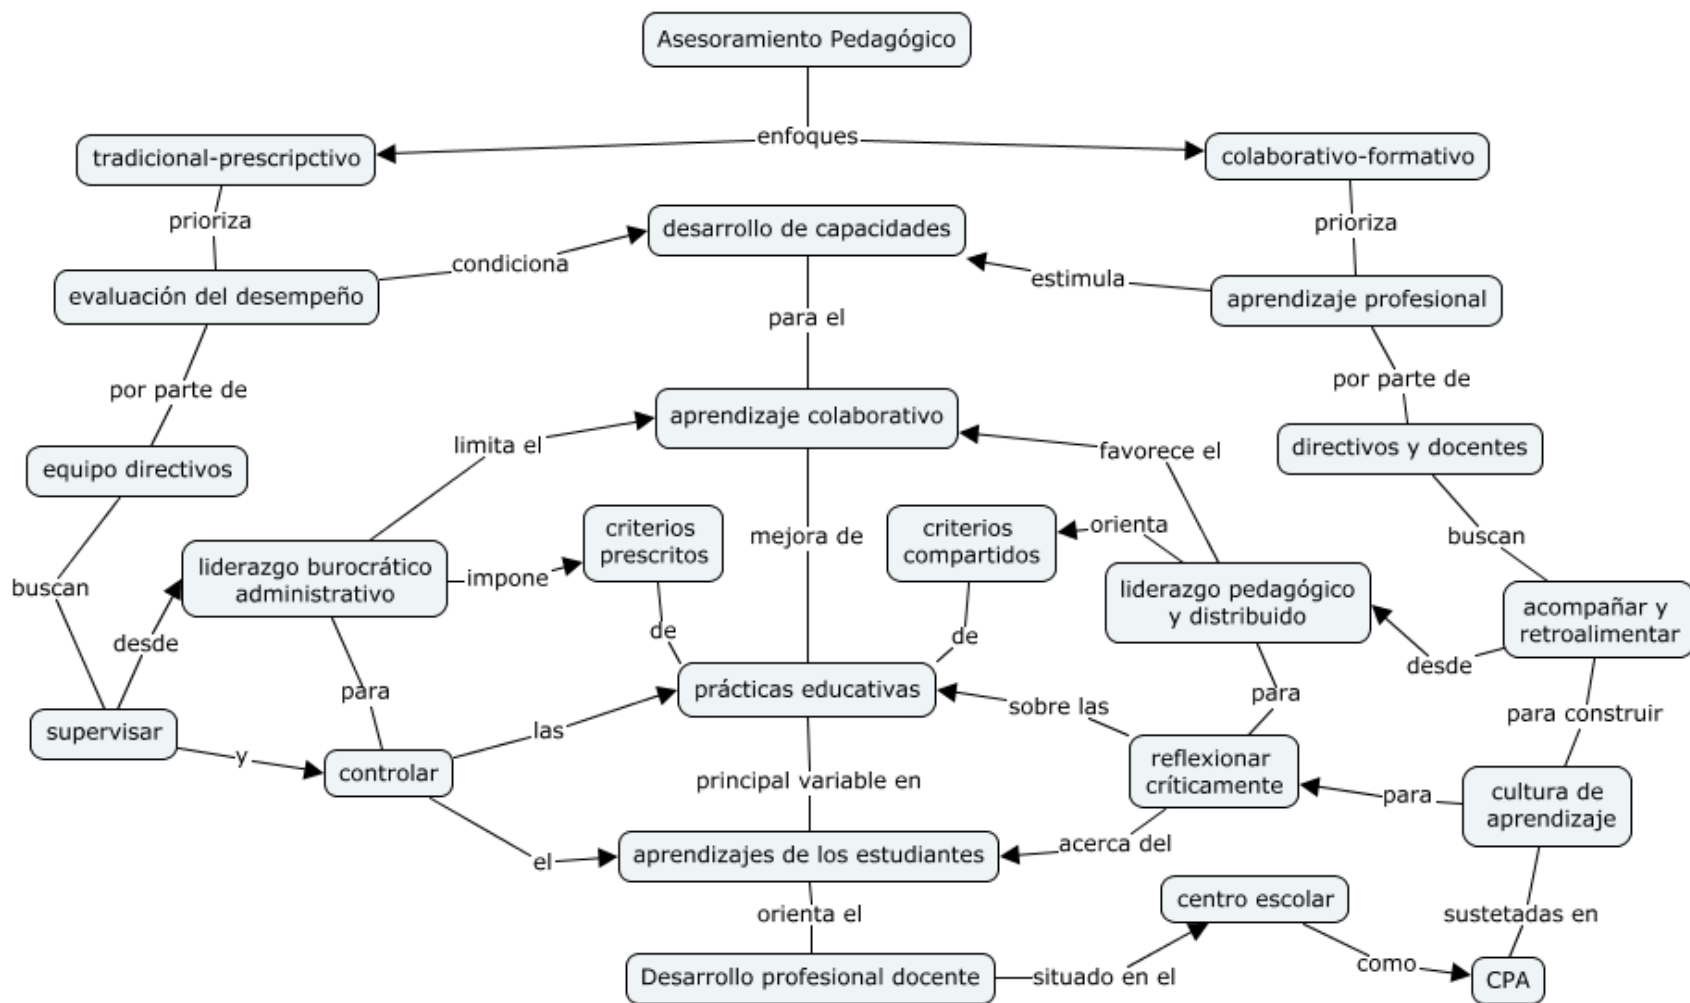 Asesoramiento Pedagógico
enfoques
tradicional-prescripctivo
colaborativo-formativo
prioriza
desarrollo de capacidades
prioriza
condiciona
estimula
evaluación del desempeño
aprendizaje profesional
para el
por parte de
por parte de
aprendizaje colaborativo
limita el
favorece el
directivos y docentes
equipo directivos
criterios
prescritos
mejora de
criterios
compartidos
orienta
buscan
liderazgo burocrático
administrativo
impone
liderazgo pedagógico
y distribuido
acompañar y
retroalimentar
buscan
desde
de
de
desde
para
prácticas educativas
sobre las
para
para construir
supervisar
y
las
controlar
principal variable en
reflexionar
críticamente
para
cultura de
aprendizaje
el
aprendizajes de los estudiantes
acerca del
centro escolar
orienta el
sustetadas en
Desarrollo profesional docente
situado en el
como
CPA